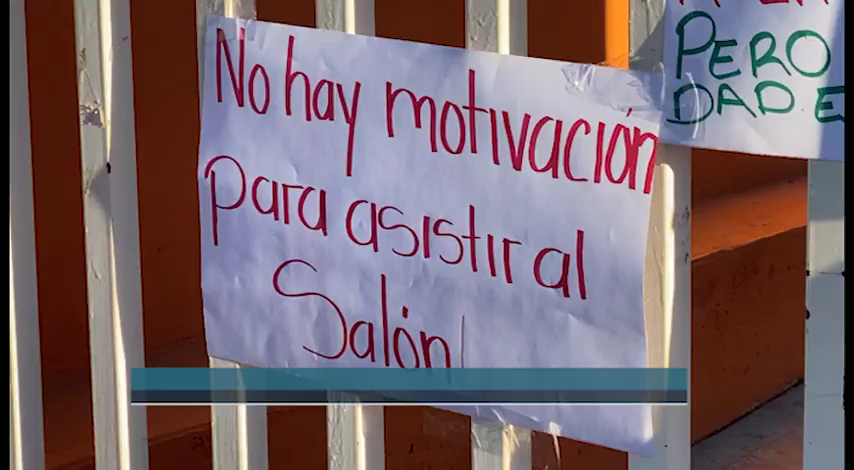 No hay motivación
para asistir al
Salón
PERO
DAD E